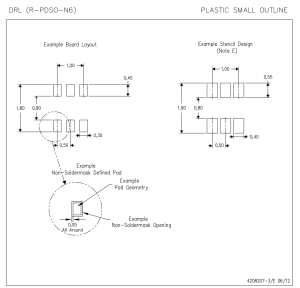 DRL (R-PDSO-N6)
PLASTIC SMALL OUTLINE
Example Board Layout
1,00
0,45
1,80
0,90
0,30
0,50
Example
Non-Soldermask Defined Pad
Example
Pad Geometry
Example
Non-Soldermask Opening
0,05
All Around
Example Stencil Design
(Note E)
1,00
0,55
1,90
0,80
0,40
0,50
4208207-3/E 06/12